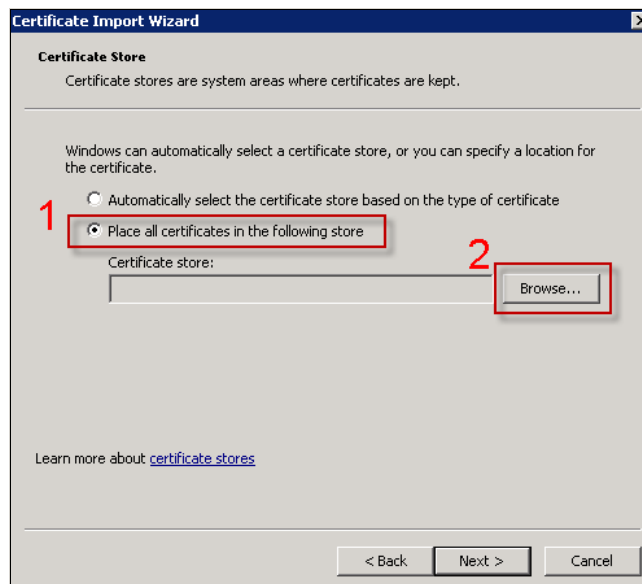 Certificate Import Wizard
Certificate Store
Certificate stores are system areas where certificates are kept.
Windows can automatically select a certificate store, or you can specify a location for
the certificate.
Automatically select the certificate store based on the type of certificate
1
Place all certificates in the following store
Certificate store:
2
Browse...
Learn more about certificate stores
< Back
Next >
Cancel